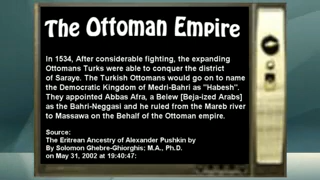 The Ottoman Empire
In 1534, After considerable fighting, the expanding
Ottomans Turks were able to conquer the district
of Saraye. The Turkish Ottomans would go on to name
the Democratic Kingdom of Medri-Bahri as "Habesh".
They appointed Abbas Afra, a Belew [Beja-ized Arabs]
as the Bahri-Neggasi and he ruled from the Mareb river
to Massawa on the Behalf of the Ottoman empire.
Source:
The Eritrean Ancestry of Alexander Pushkin by
By Solomon Ghebre-Ghiorghis; M.A., Ph.D.
on May 31, 2002 at 19:40:47: